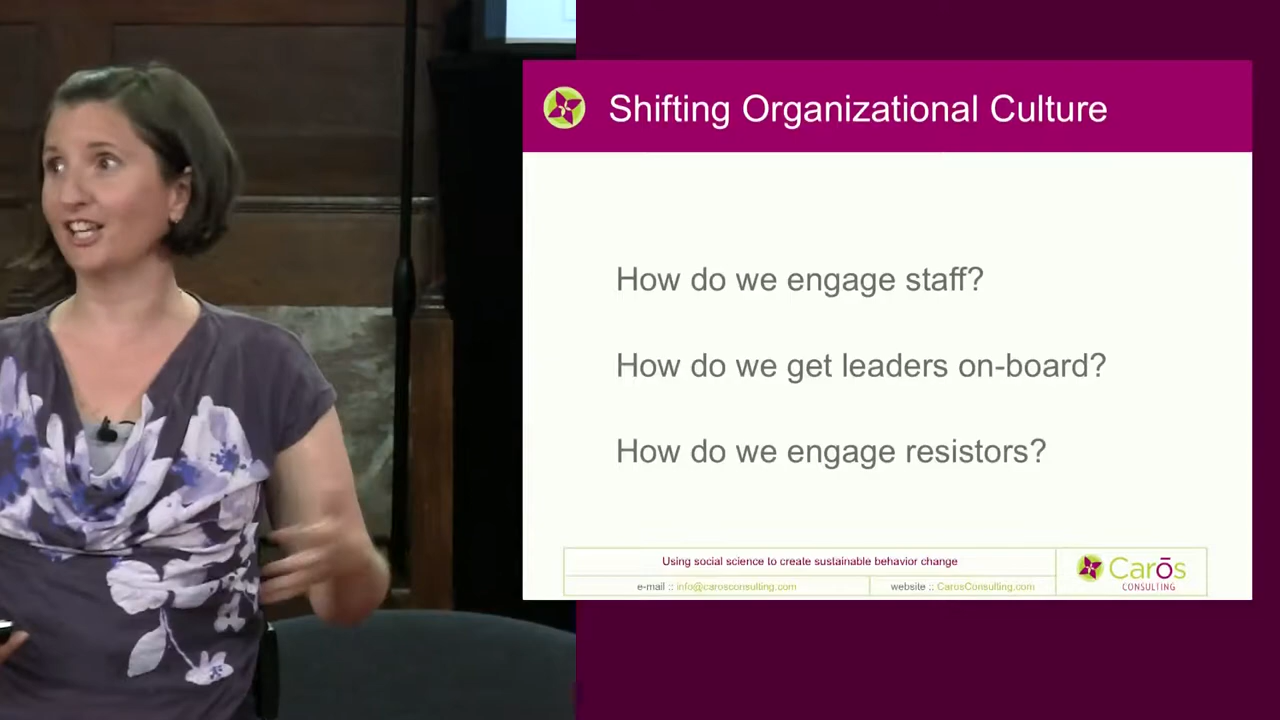 Shifting Organizational Culture
How do we engage staff?
How do we get leaders on-board?
How do we engage resistors?
Using social science to create sustainable behavior change
e-mail :: info@carosconsulting.com
website :: CarosConsulting.com
Carōs
CONSULTING